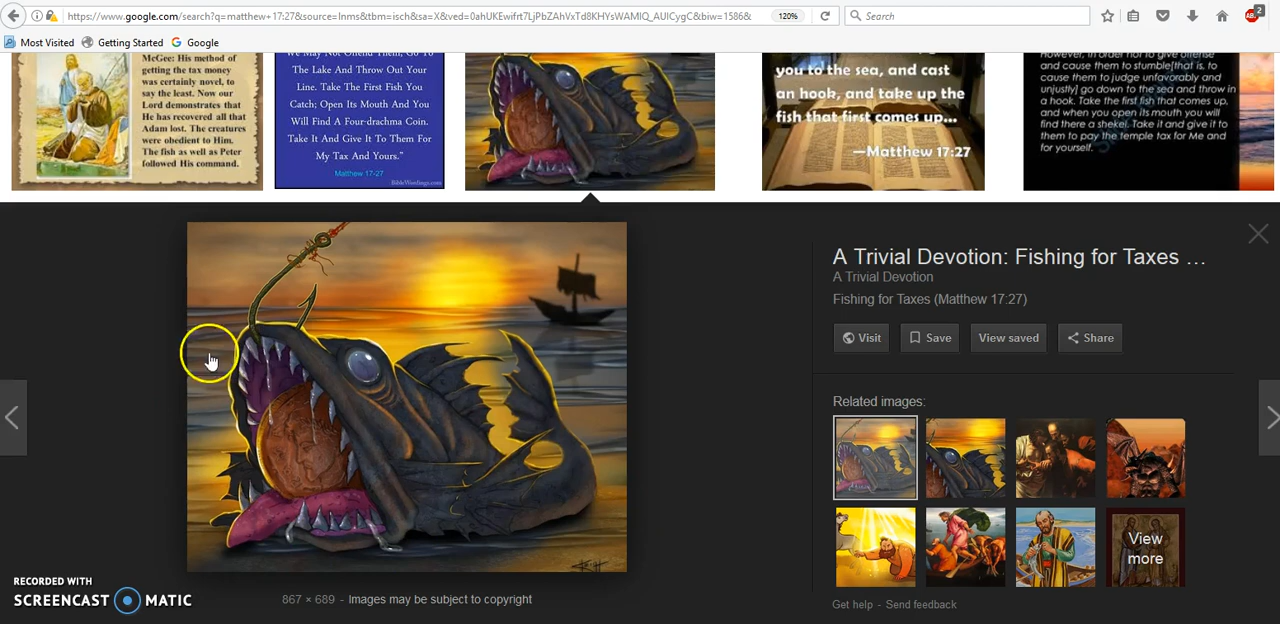 https://www.google.com/search?q=matthew+17:27&source=lnms&tbm=isch&sa=X&ved=0ahUKEwifrt7LjPbZAhVxTd8KHYsWAMIQ_AUICygC&biw=1586&
120%
Search
2
Most Visited
Getting Started
Google
McGee: His method of
getting the tax money
was certainly novel, to
say the least. Now our
Lord demonstrates that
He has recovered all that
Adam lost. The creatures
were obedient to Him.
The fish as well as Peter
followed His command.
We May Not Offend Them, Go To
The Lake And Throw Out Your
Line. Take The First Fish You
Catch; Open Its Mouth And You
Will Find A Four-drachma Coin.
Take It And Give It To Them For
My Tax And Yours."
Matthew 17-27
BibleWordings.com
you to the sea, and cast
an hook, and take up the
fish that first comes up...
—Matthew 17:27
However, in order not to give offense
and cause them to stumble[that is, to
cause them to judge unfavorably and
unjustly] go down to the sea and throw in
a hook. Take the first fish that comes up,
and when you open its mouth you will
find there a shekel. Take it and give it to
them to pay the temple tax for Me and
for yourself.
A Trivial Devotion: Fishing for Taxes ...
A Trivial Devotion
Fishing for Taxes (Matthew 17:27)
Visit
Save
View saved
Share
Related images:
View
more
Get help - Send feedback
867 × 689 - Images may be subject to copyright
RECORDED WITH
SCREENCAST MATIC